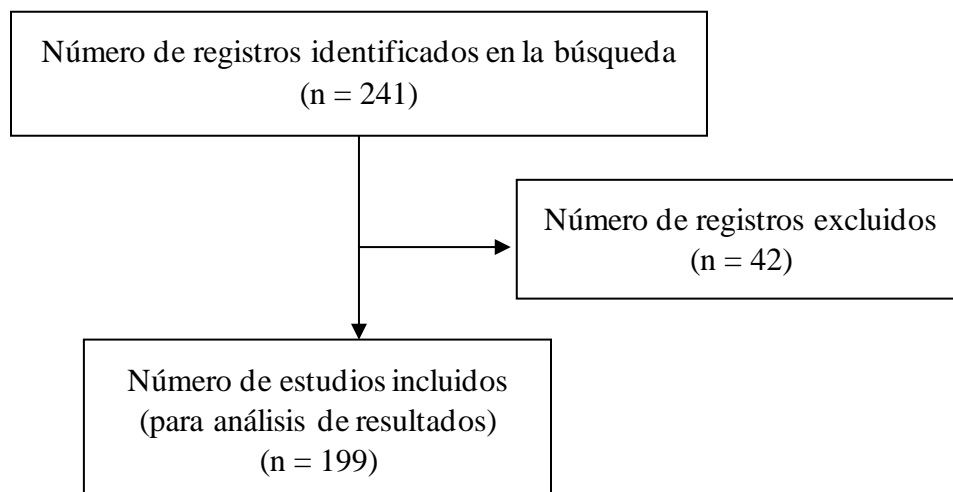 Número de registros identificados en la búsqueda
(n = 241)
Número de registros excluidos
(n = 42)
Número de estudios incluidos
(para análisis de resultados)
(n = 199)